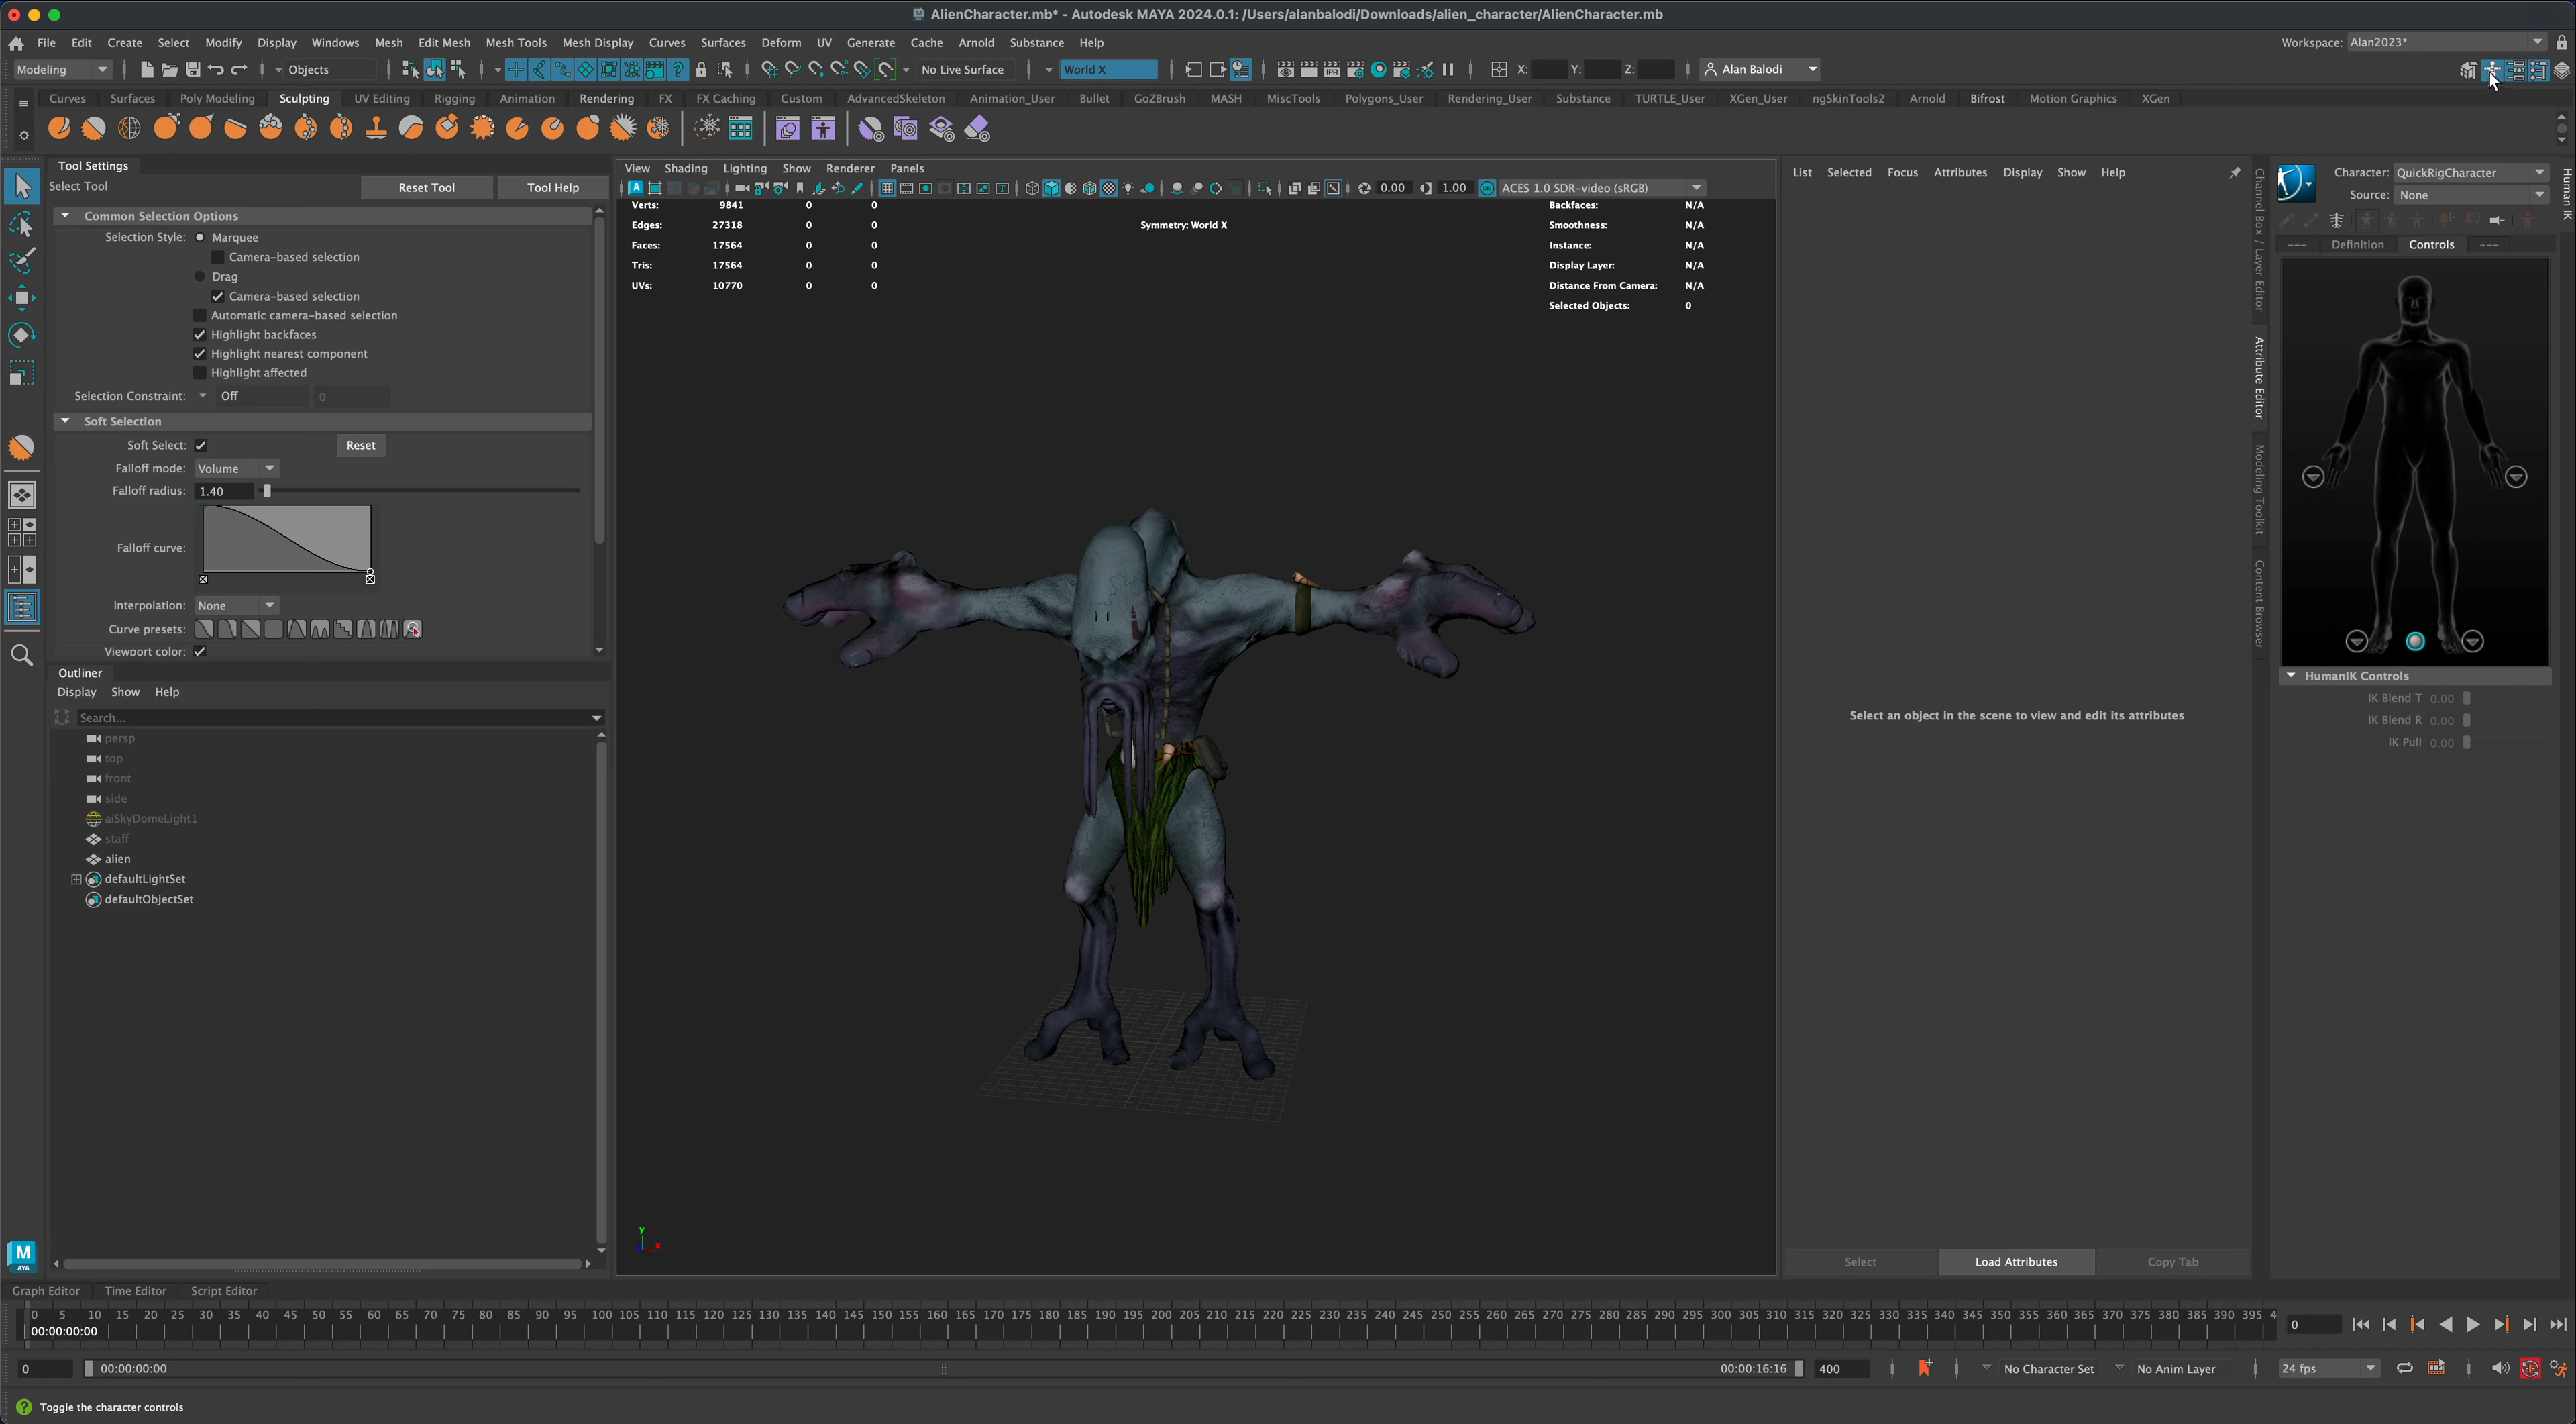 AlienCharacter.mb* - Autodesk MAYA 2024.0.1: /Users/alanbalodi/Downloads/alien_character/AlienCharacter.mb
File Edit Create Select Modify Display Windows Mesh Edit Mesh Mesh Tools Mesh Display Curves Surfaces Deform UV Generate Cache Arnold Substance Help Workspace: Alan2023*
Modeling Objects No Live Surface World X IPR X: Y: Z: Alan Balodi
Curves Surfaces Poly Modeling Sculpting UV Editing Rigging Animation Rendering FX FX Caching Custom AdvancedSkeleton Animation_User Bullet GoZBrush MASH MiscTools Polygons_User Rendering_User Substance TURTLE_User XGen_User ngSkinTools2 Arnold Bifrost Motion Graphics XGen
Tool Settings
Select Tool Reset Tool Tool Help
Common Selection Options
Selection Style: Marquee
Camera-based selection
Drag
Camera-based selection
Automatic camera-based selection
Highlight backfaces
Highlight nearest component
Highlight affected
Selection Constraint: Off 0
Soft Selection
Soft Select: Reset
Falloff mode: Volume
Falloff radius: 1.40
Falloff curve:
Interpolation: None
Curve presets:
Viewport color:
Outliner
Display Show Help
Search...
persp
top
front
side
aiSkyDomeLight1
staff
alien
defaultLightSet
defaultObjectSet
M
AYA
View Shading Lighting Show Renderer Panels
0.00 1.00 ON ACES 1.0 SDR-video (sRGB)
Verts: 9841 0 0 Backfaces: N/A
Edges: 27318 0 0 Symmetry: World X Smoothness: N/A
Faces: 17564 0 0 Instance: N/A
Tris: 17564 0 0 Display Layer: N/A
UVs: 10770 0 0 Distance From Camera: N/A
Selected Objects: 0
y
x
List Selected Focus Attributes Display Show Help
Select an object in the scene to view and edit its attributes
Select Load Attributes Copy Tab
Channel Box / Layer Editor
Attribute Editor
Modeling Toolkit
Content Browser
Human IK
Character: QuickRigCharacter
Source: None
--- Definition Controls ---
HumanIK Controls
IK Blend T 0.00
IK Blend R 0.00
IK Pull 0.00
Graph Editor Time Editor Script Editor
0 5 10 15 20 25 30 35 40 45 50 55 60 65 70 75 80 85 90 95 100 105 110 115 120 125 130 135 140 145 150 155 160 165 170 175 180 185 190 195 200 205 210 215 220 225 230 235 240 245 250 255 260 265 270 275 280 285 290 295 300 305 310 315 320 325 330 335 340 345 350 355 360 365 370 375 380 385 390 395 4 0
00:00:00:00
0 00:00:00:00 00:00:16:16 400 No Character Set No Anim Layer 24 fps
Toggle the character controls